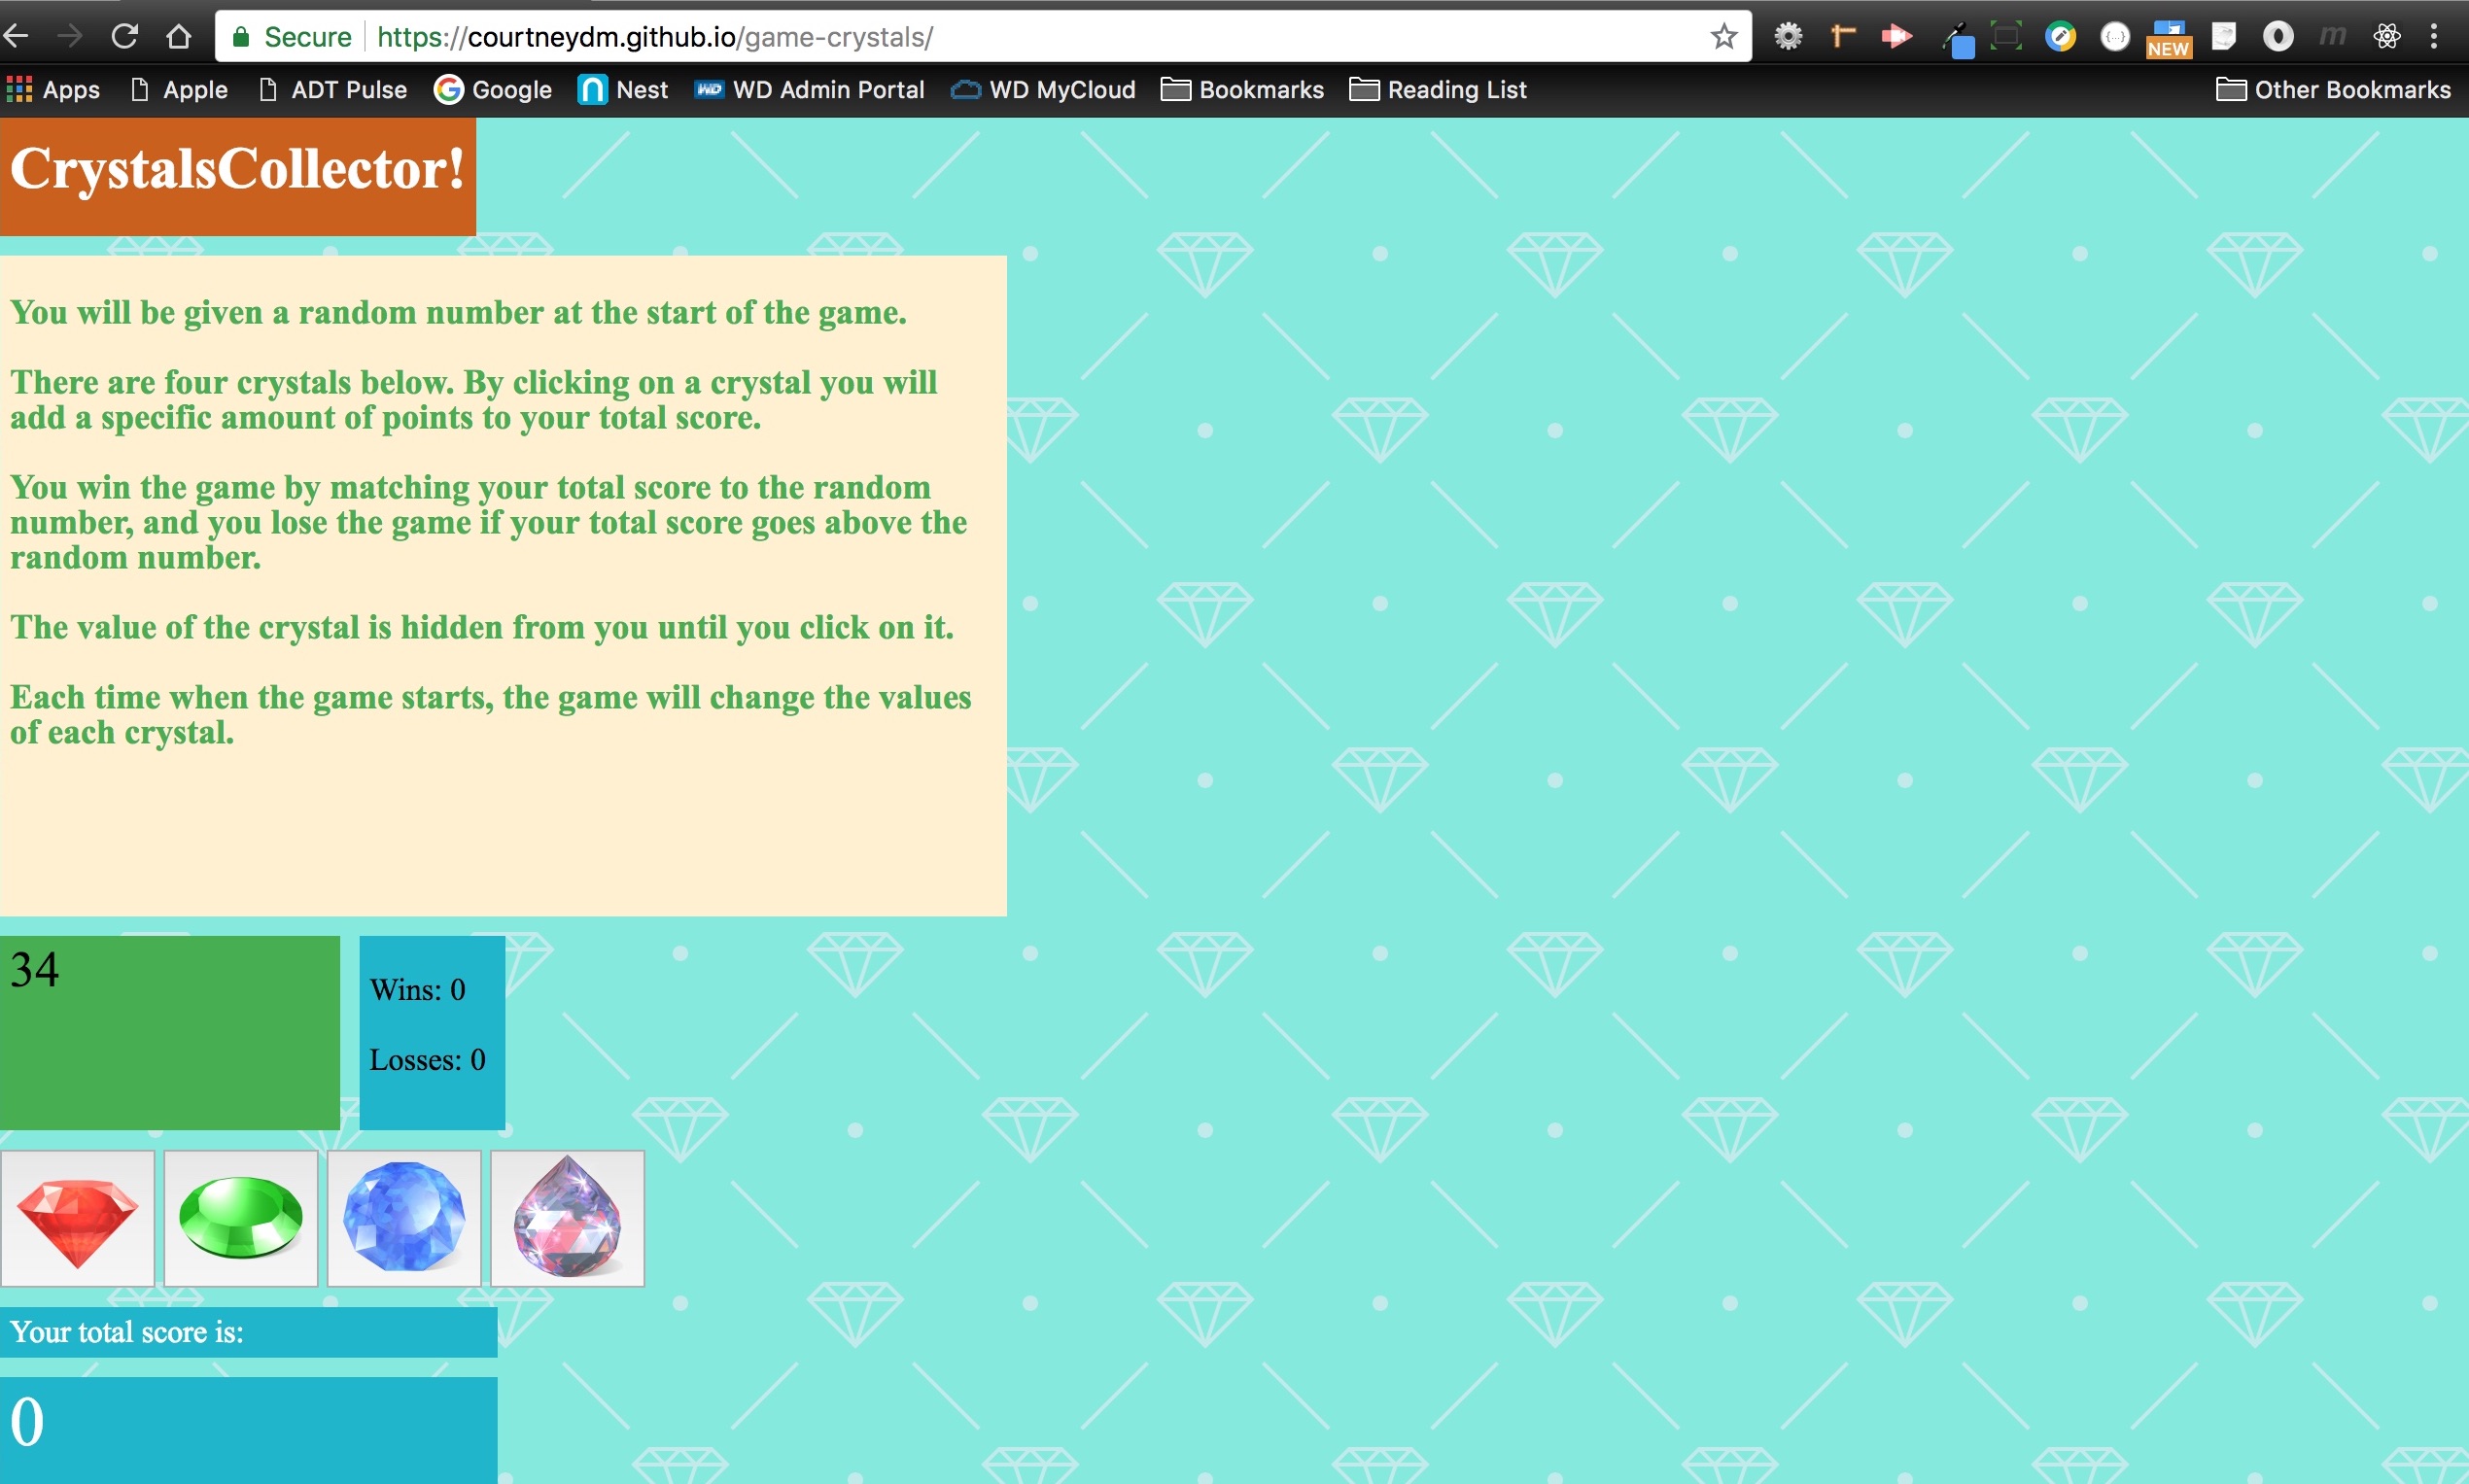 Secure https://courtneydm.github.io/game-crystals/
NEW
Apps Apple ADT Pulse Google Nest WD WD Admin Portal WD MyCloud Bookmarks Reading List Other Bookmarks
CrystalsCollector!
You will be given a random number at the start of the game.
There are four crystals below. By clicking on a crystal you will
add a specific amount of points to your total score.
You win the game by matching your total score to the random
number, and you lose the game if your total score goes above the
random number.
The value of the crystal is hidden from you until you click on it.
Each time when the game starts, the game will change the values
of each crystal.
34
Wins: 0
Losses: 0
Your total score is:
0